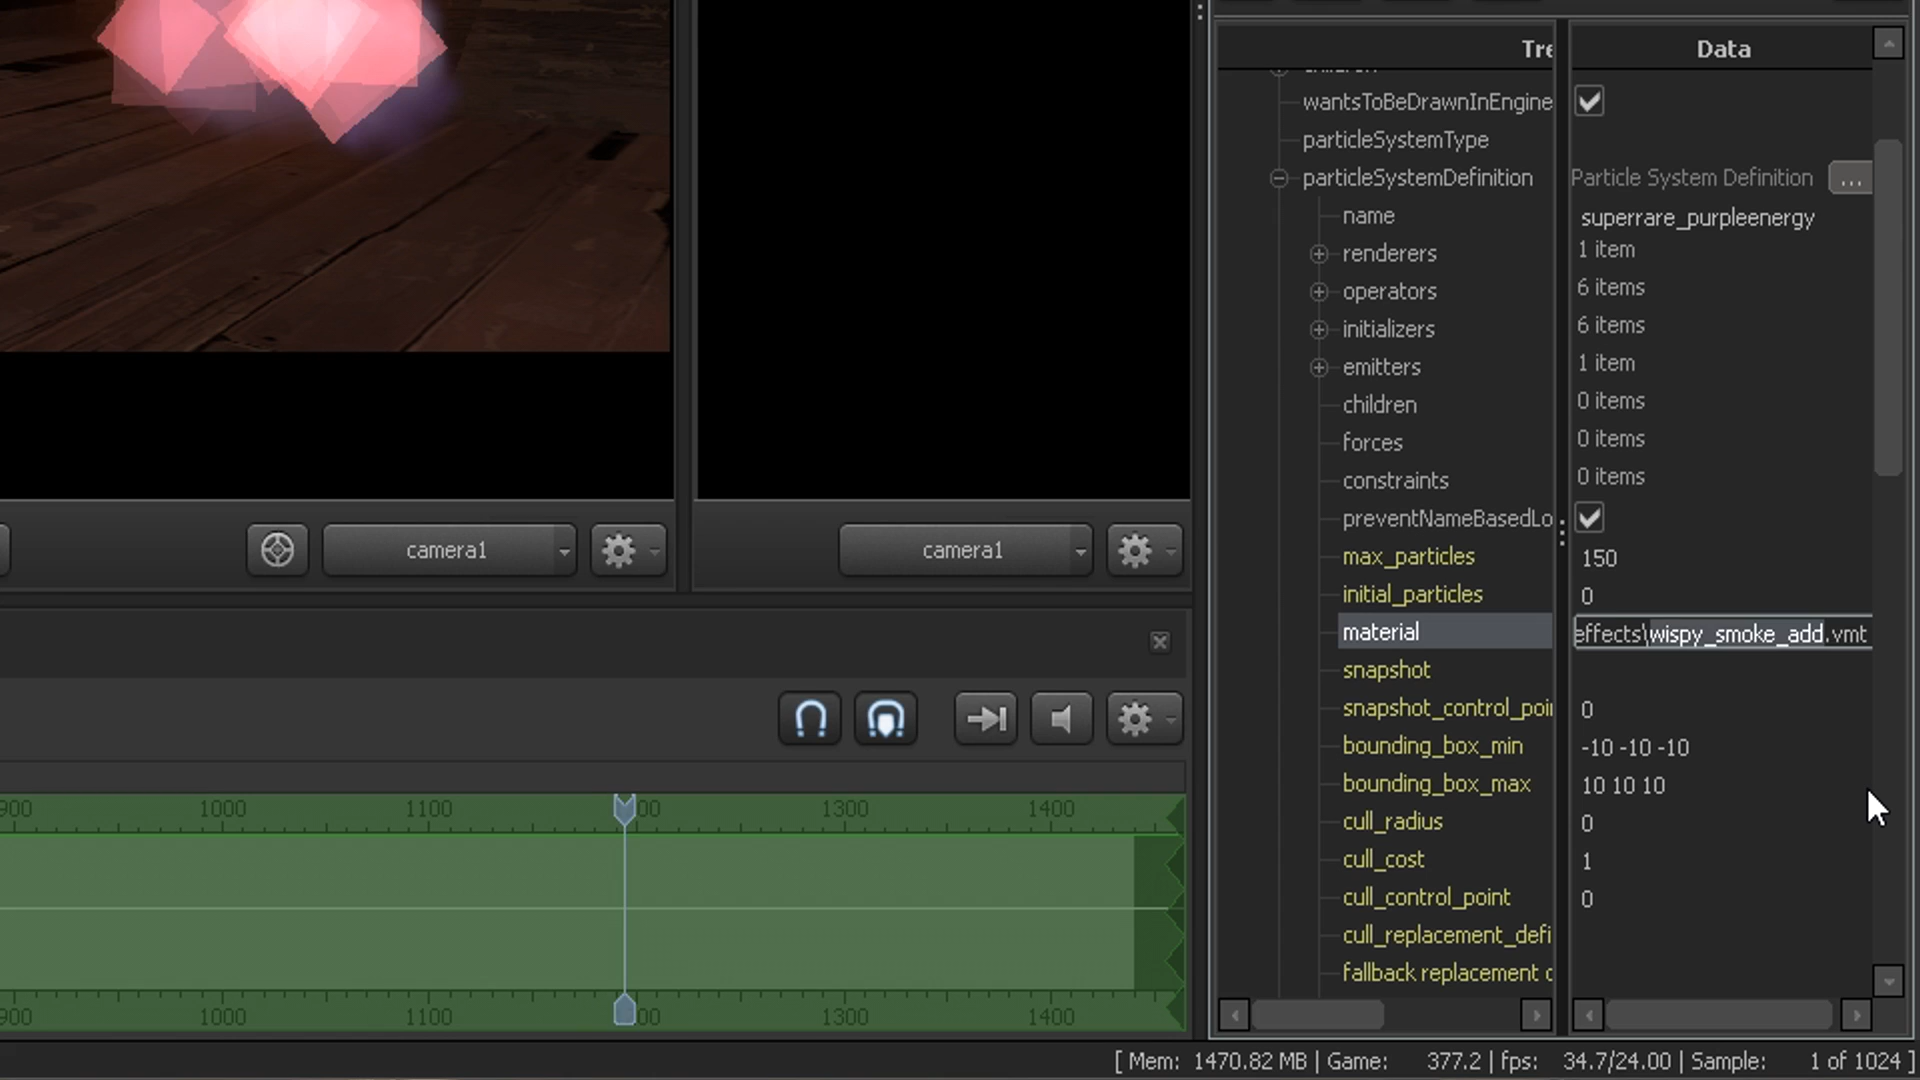 Tre
Data
wantsToBeDrawnInEngine
particleSystemType
particleSystemDefinition Particle System Definition ...
name superrare_purpleenergy
renderers 1 item
operators 6 items
initializers 6 items
emitters 1 item
children 0 items
forces 0 items
constraints 0 items
preventNameBasedLo
max_particles 150
initial_particles 0
material effects\wispy_smoke_add.vmt
snapshot
snapshot_control_poi 0
bounding_box_min -10 -10 -10
bounding_box_max 10 10 10
cull_radius 0
cull_cost 1
cull_control_point 0
cull_replacement_defi
fallback replacement c
camera1
camera1
900 1000 1100 00 1300 1400
900 1000 1100 00 1300 1400
[ Mem: 1470.82 MB | Game: 377.2 | fps: 34.7/24.00 | Sample: 1 of 1024 ]